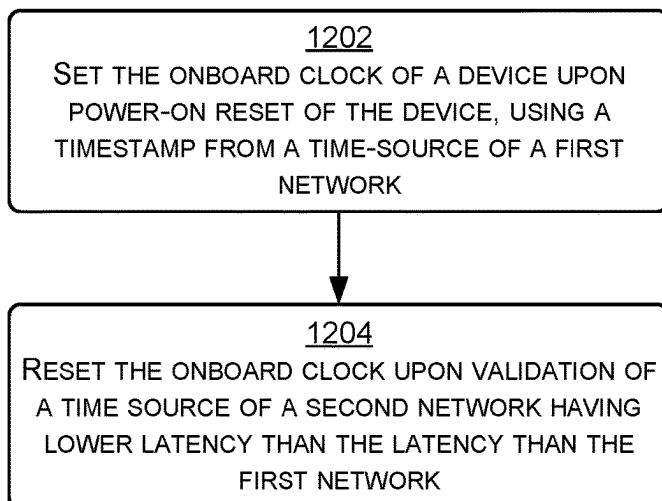 1202
SET THE ONBOARD CLOCK OF A DEVICE UPON
POWER-ON RESET OF THE DEVICE, USING A
TIMESTAMP FROM A TIME-SOURCE OF A FIRST
NETWORK
1204
RESET THE ONBOARD CLOCK UPON VALIDATION OF
A TIME SOURCE OF A SECOND NETWORK HAVING
LOWER LATENCY THAN THE LATENCY THAN THE
FIRST NETWORK